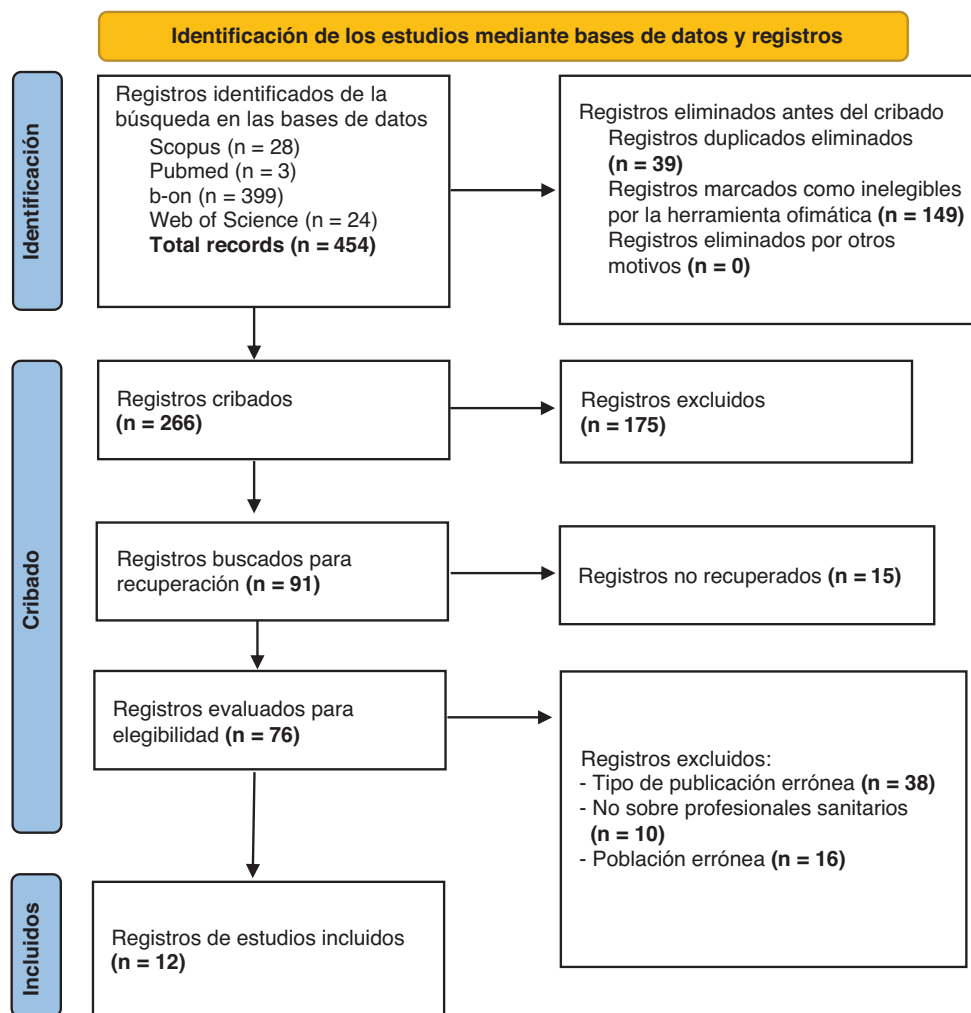 Identificación de los estudios mediante bases de datos y registros
Identificación
Registros identificados de la
búsqueda en las bases de datos
Scopus (n = 28)
Pubmed (n = 3)
b-on (n = 399)
Web of Science (n = 24)
Total records (n = 454)
Registros eliminados antes del cribado
Registros duplicados eliminados
(n = 39)
Registros marcados como inelegibles
por la herramienta ofimática (n = 149)
Registros eliminados por otros
motivos (n = 0)
Cribado
Registros cribados
(n = 266)
Registros excluidos
(n = 175)
Registros buscados para
recuperación (n = 91)
Registros no recuperados (n = 15)
Registros evaluados para
elegibilidad (n = 76)
Registros excluidos:
- Tipo de publicación errónea (n = 38)
- No sobre profesionales sanitarios
(n = 10)
- Población errónea (n = 16)
Incluidos
Registros de estudios incluidos
(n = 12)